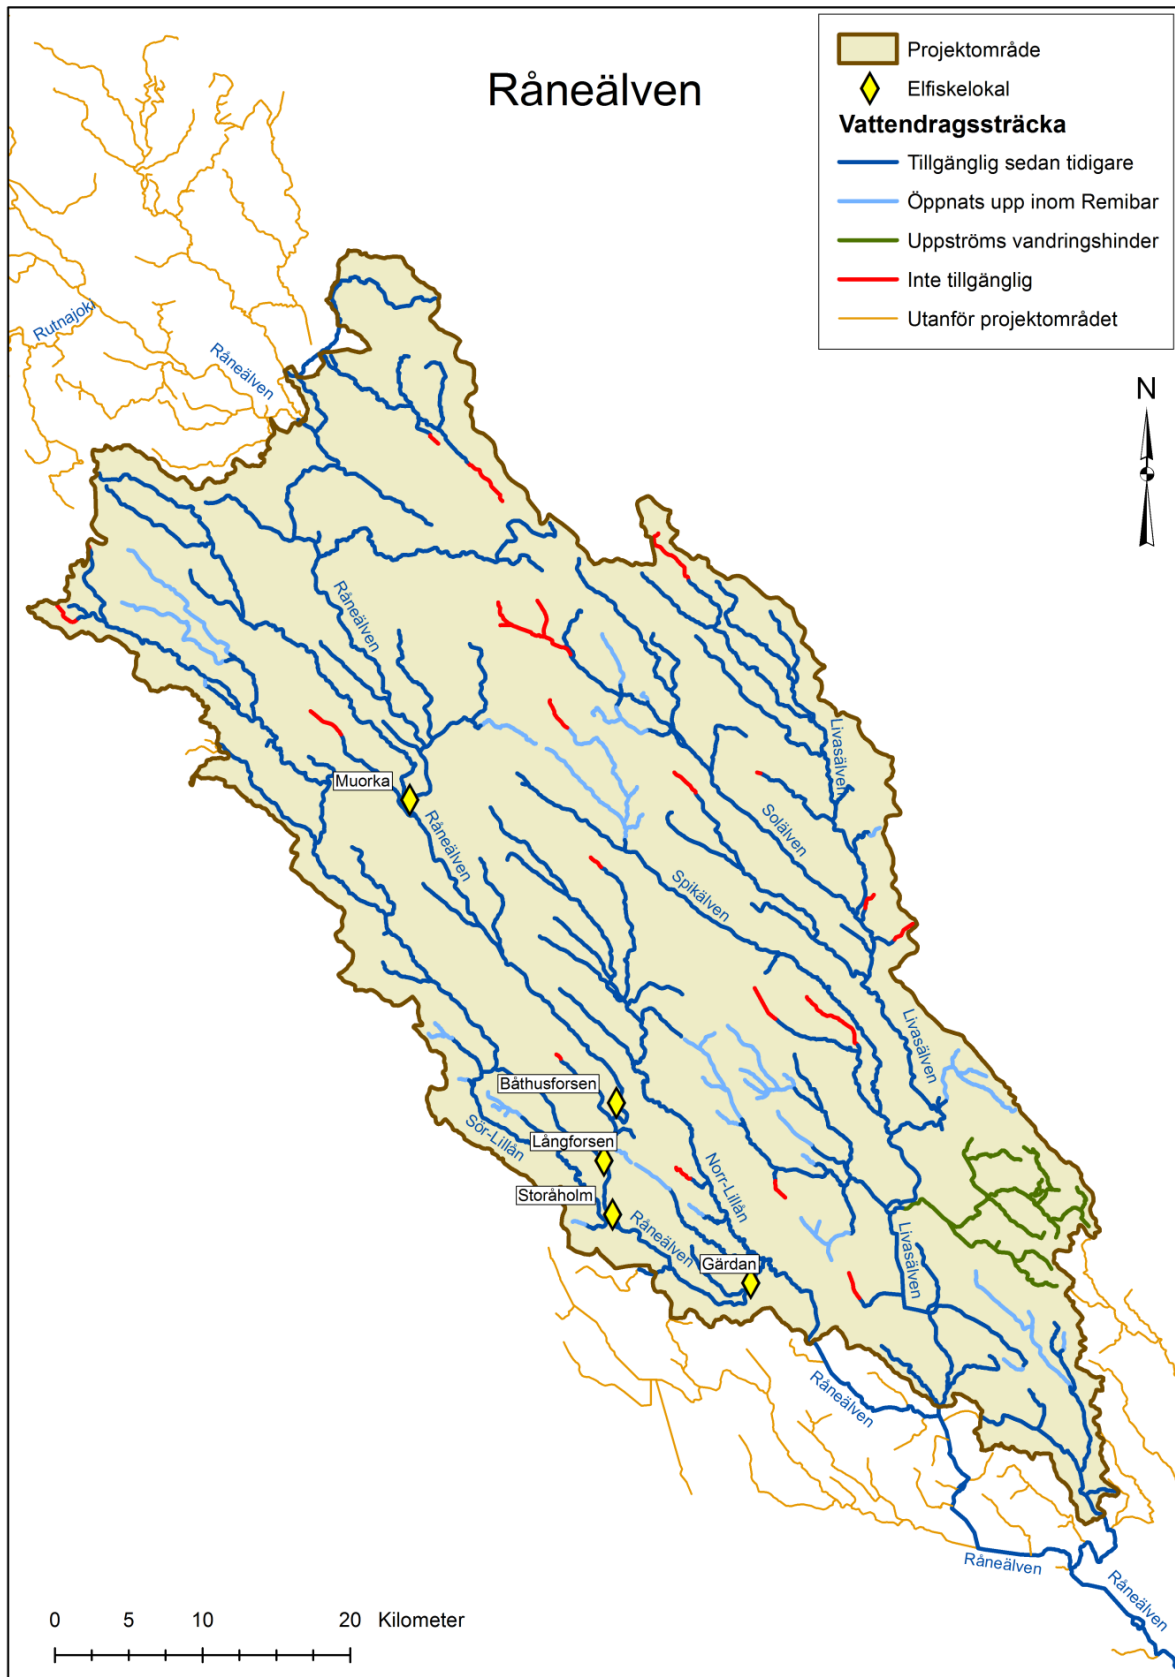 Råneälven
Projektområde
Elfiskelokal
Vattendragssträcka
Tillgänglig sedan tidigare
Öppnats upp inom Remibar
Uppströms vandringshinder
Inte tillgänglig
Utanför projektområdet
N
Rutnajoki
Råneälven
Råneälven
Livasälven
Muorka
Råneälven
Solälven
Spikälven
Livasälven
Båthusforsen
Sör-Lillån
Långforsen
Norr-Lillån
Storåholm
Råneälven
Livasälven
Gärdan
Råneälven
Råneälven
Råneälven
0 5 10 20 Kilometer